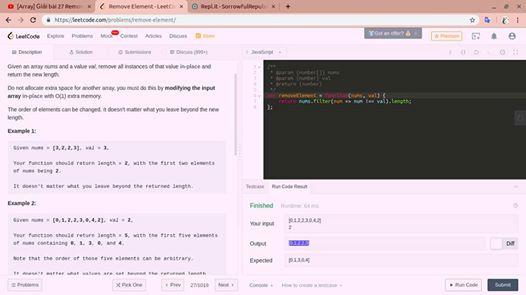 [Array] Giải bài 27 Remov
Remove Element - LeetCo
Repl.it - SorrowfulRepul
https://leetcode.com/problems/remove-element/
LeetCode
Explore
Problems
Mock
Contest
Articles
Discuss
Store
Got an offer?
Premium
Description
Solution
Submissions
Discuss (999+)
JavaScript
Given an array nums and a value val, remove all instances of that value in-place and
return the new length.
Do not allocate extra space for another array, you must do this by modifying the input
array in-place with O(1) extra memory.
The order of elements can be changed. It doesn't matter what you leave beyond the new
length.
Example 1:
Given nums = [3,2,2,3], val = 3,
Your function should return length = 2, with the first two elements
of nums being 2.
It doesn't matter what you leave beyond the returned length.
Example 2:
Given nums = [0,1,2,2,3,0,4,2], val = 2,
Your function should return length = 5, with the first five elements
of nums containing 0, 1, 3, 0, and 4.
Note that the order of those five elements can be arbitrary.
It doesn't matter what values are set beyond the returned length.
/**
* @param {number[]} nums
* @param {number} val
* @return {number}
*/
var removeElement = function(nums, val) {
return nums.filter(num => num !== val).length;
};
Testcase
Run Code Result
Finished
Runtime: 64 ms
Your input
[0,1,2,2,3,0,4,2]
2
Output
[0,1,2,2,3]
Diff
Expected
[0,1,3,0,4]
Problems
Pick One
Prev
27/1019
Next
Console
How to create a testcase
Run Code
Submit